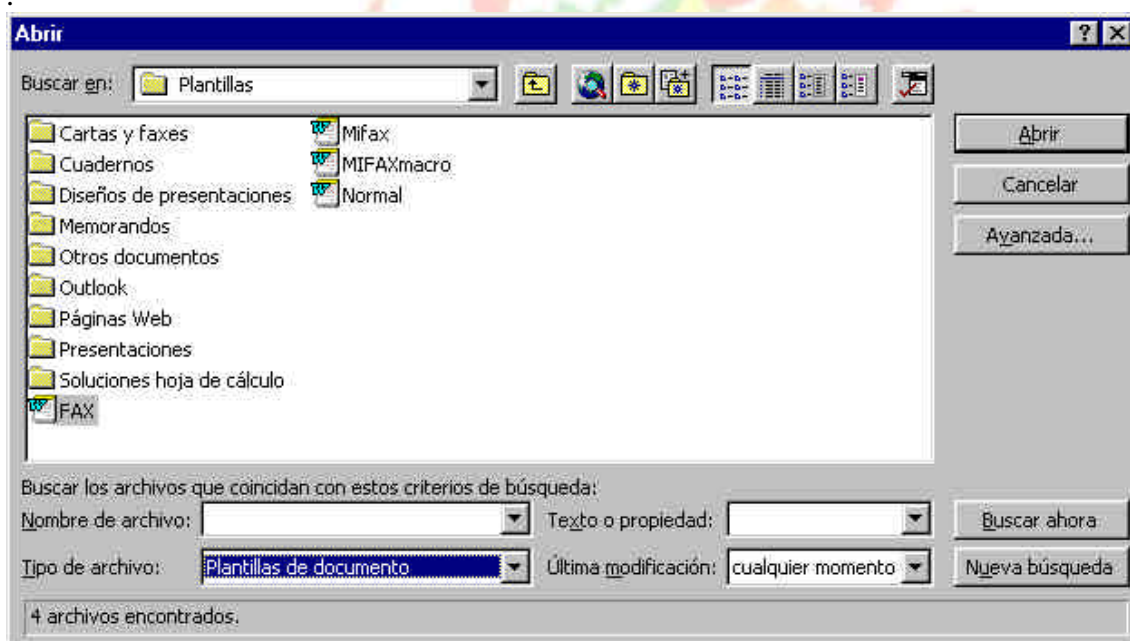 Abrir
Buscar en: Plantillas
Cartas y faxes
Cuadernos
Diseños de presentaciones
Memorandos
Otros documentos
Outlook
Páginas Web
Presentaciones
Soluciones hoja de cálculo
FAX
Mifax
MIFAXmacro
Normal
Abrir
Cancelar
Avanzada...
Buscar los archivos que coincidan con estos criterios de búsqueda:
Nombre de archivo: Texto o propiedad: Buscar ahora
Tipo de archivo: Plantillas de documento Última modificación: cualquier momento Nueva búsqueda
4 archivos encontrados.